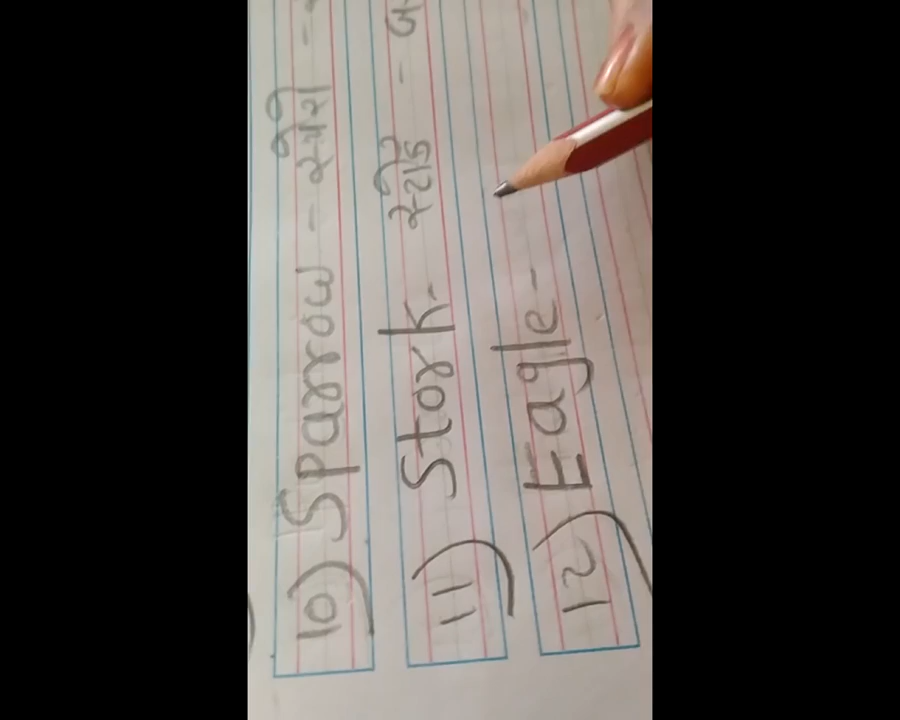 10) Sparrow - સ્પેરો -
11) Stork - સ્ટોર્ક -
12) Eagle -